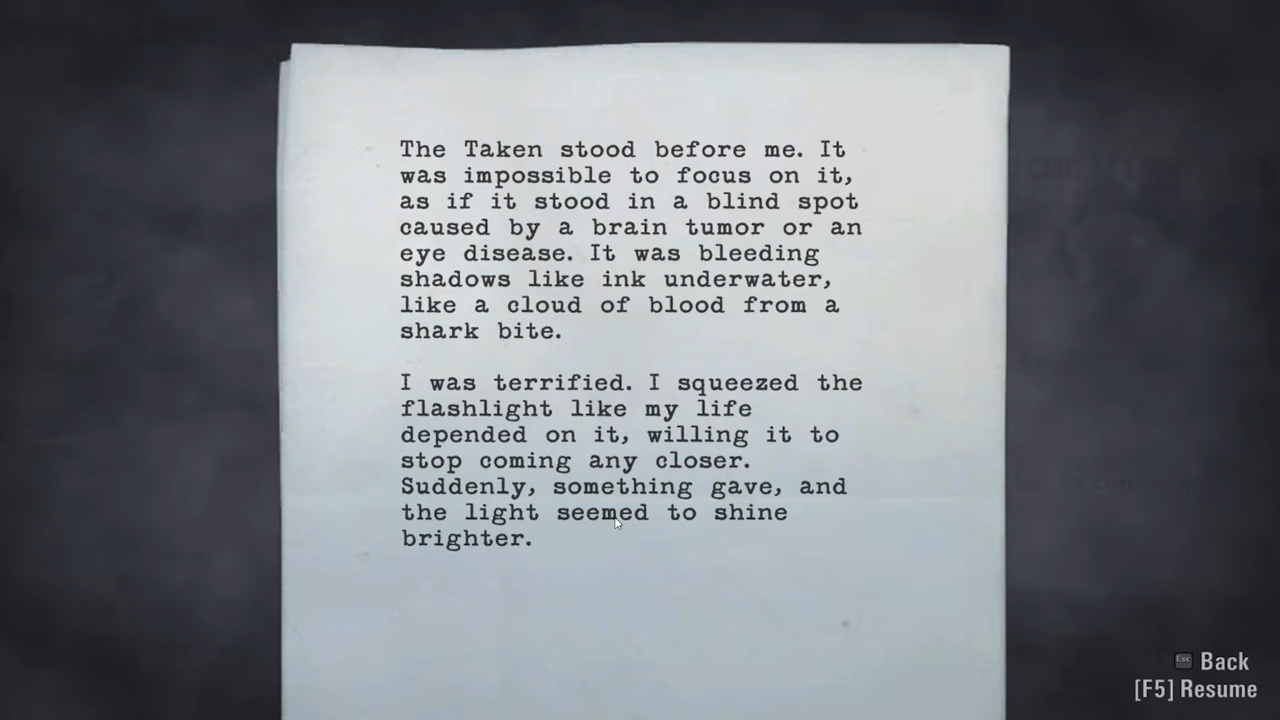 The Taken stood before me. It
was impossible to focus on it,
as if it stood in a blind spot
caused by a brain tumor or an
eye disease. It was bleeding
shadows like ink underwater,
like a cloud of blood from a
shark bite.
I was terrified. I squeezed the
flashlight like my life
depended on it, willing it to
stop coming any closer.
Suddenly, something gave, and
the light seemed to shine
brighter.
Esc Back
[F5] Resume